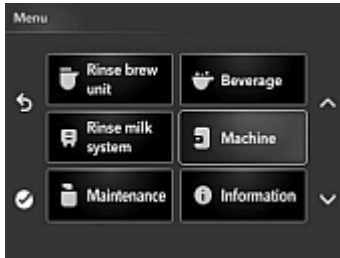 Menu
Rinse brew
unit
Beverage
Rinse milk
system
Machine
Maintenance
Information